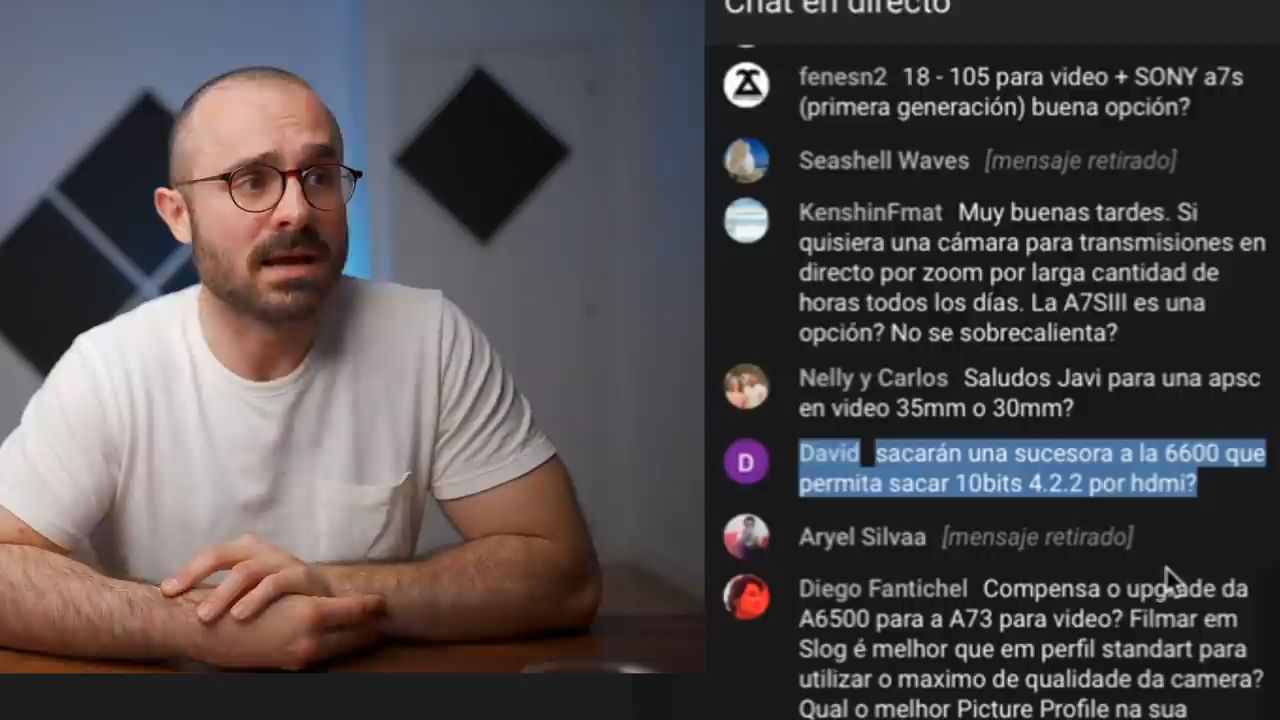 Chat en directo
fenesn2 18 - 105 para video + SONY a7s
(primera generación) buena opción?
Seashell Waves [mensaje retirado]
KenshinFmat Muy buenas tardes. Si
quisiera una cámara para transmisiones en
directo por zoom por larga cantidad de
horas todos los días. La A7SIII es una
opción? No se sobrecalienta?
Nelly y Carlos Saludos Javi para una apsc
en video 35mm o 30mm?
D
David sacarán una sucesora a la 6600 que
permita sacar 10bits 4.2.2 por hdmi?
Aryel Silvaa [mensaje retirado]
Diego Fantichel Compensa o upgrade da
A6500 para a A73 para video? Filmar em
Slog é melhor que em perfil standart para
utilizar o maximo de qualidade da camera?
Qual o melhor Picture Profile na sua